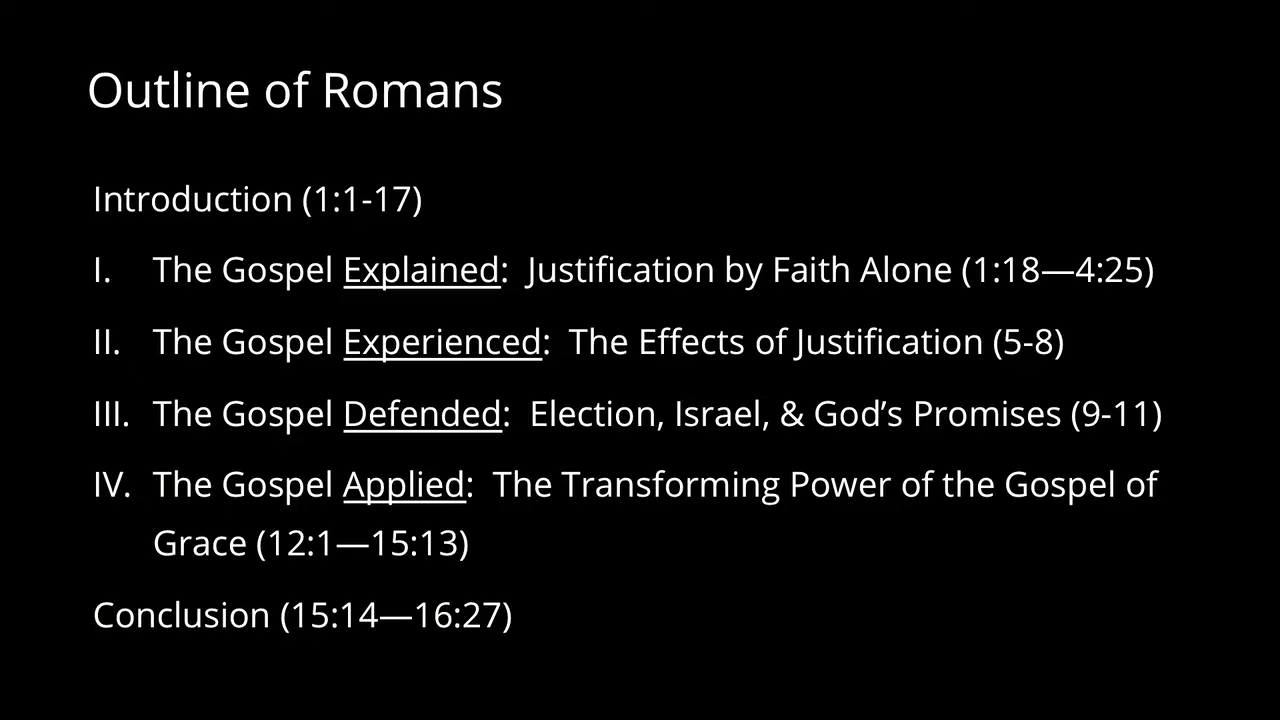 Outline of Romans
Introduction (1:1-17)
I. The Gospel Explained: Justification by Faith Alone (1:18—4:25)
II. The Gospel Experienced: The Effects of Justification (5-8)
III. The Gospel Defended: Election, Israel, & God’s Promises (9-11)
IV. The Gospel Applied: The Transforming Power of the Gospel of
Grace (12:1—15:13)
Conclusion (15:14—16:27)